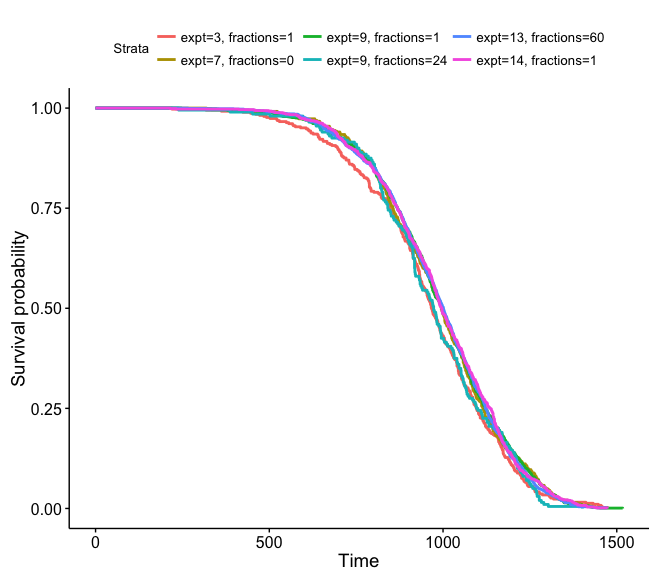 Strata
expt=3, fractions=1 expt=9, fractions=1 expt=13, fractions=60
expt=7, fractions=0 expt=9, fractions=24 expt=14, fractions=1
1.00
0.75
0.50
0.25
0.00
Survival probability
0 500 1000 1500
Time